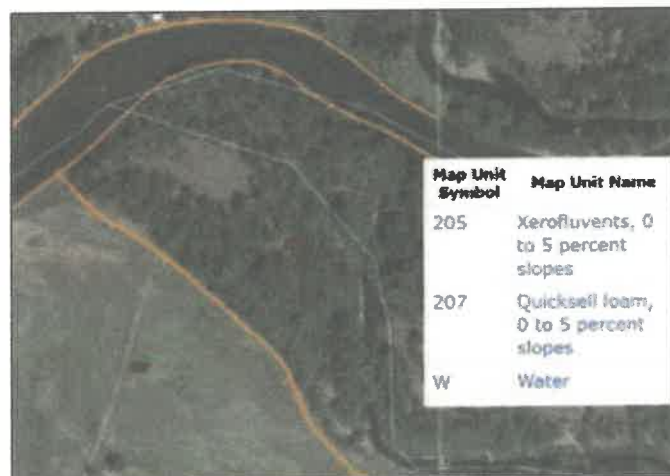 Map Unit Symbol	Map Unit Name
205	Xerofluvents, 0 to 5 percent slopes
207	Quicksell loam, 0 to 5 percent slopes
W	Water